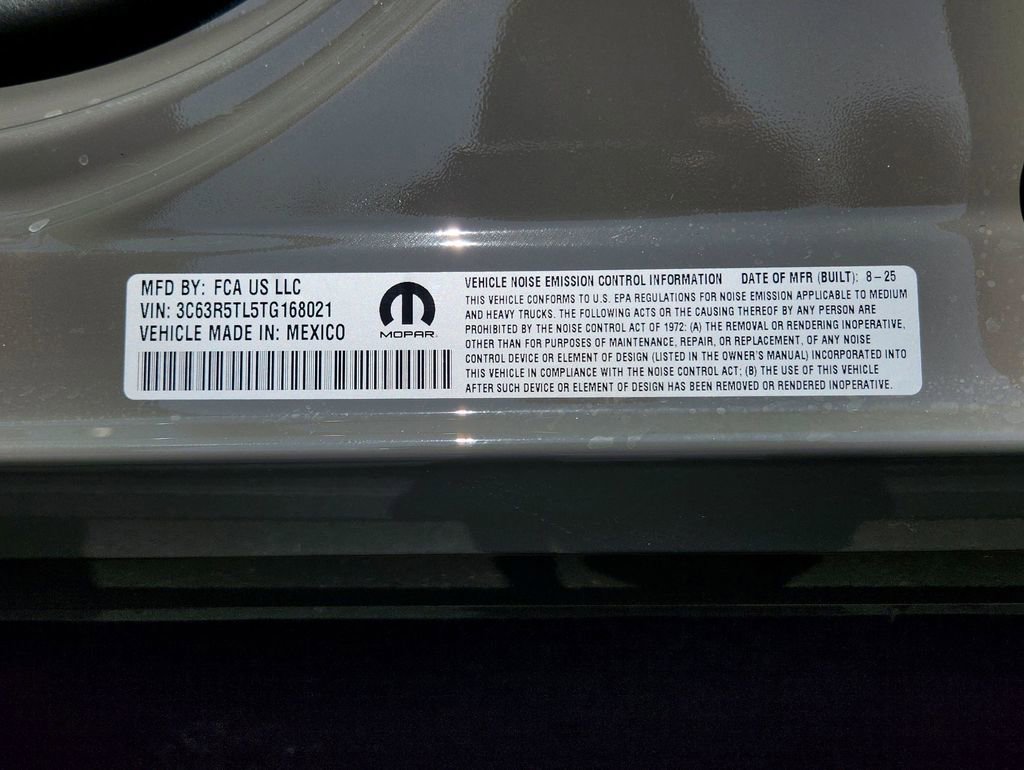 MFD BY: FCA US LLC
VIN: 3C63R5TL5TG168021
VEHICLE MADE IN: MEXICO
MOPAR
VEHICLE NOISE EMISSION CONTROL INFORMATION DATE OF MFR (BUILT): 8-25
THIS VEHICLE CONFORMS TO U.S. EPA REGULATIONS FOR NOISE EMISSION APPLICABLE TO MEDIUM
AND HEAVY TRUCKS. THE FOLLOWING ACTS OR THE CAUSING THEREOF BY ANY PERSON ARE
PROHIBITED BY THE NOISE CONTROL ACT OF 1972: (A) THE REMOVAL OR RENDERING INOPERATIVE,
OTHER THAN FOR PURPOSES OF MAINTENANCE, REPAIR, OR REPLACEMENT, OF ANY NOISE
CONTROL DEVICE OR ELEMENT OF DESIGN (LISTED IN THE OWNER'S MANUAL) INCORPORATED INTO
THIS VEHICLE IN COMPLIANCE WITH THE NOISE CONTROL ACT; (B) THE USE OF THIS VEHICLE
AFTER SUCH DEVICE OR ELEMENT OF DESIGN HAS BEEN REMOVED OR RENDERED INOPERATIVE.